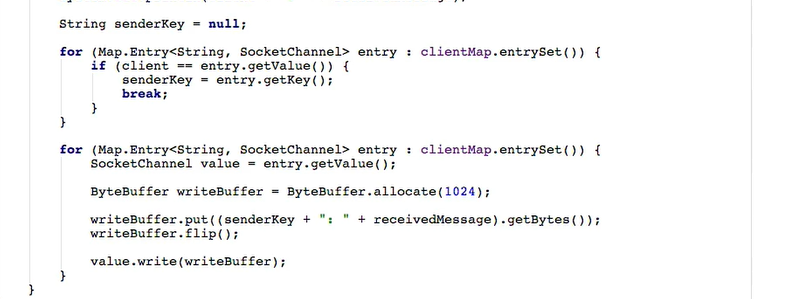 String senderKey = null;
for (Map.Entry<String, SocketChannel> entry : clientMap.entrySet()) {
if (client == entry.getValue()) {
senderKey = entry.getKey();
break;
}
}
for (Map.Entry<String, SocketChannel> entry : clientMap.entrySet()) {
SocketChannel value = entry.getValue();
ByteBuffer writeBuffer = ByteBuffer.allocate(1024);
writeBuffer.put((senderKey + ": " + receivedMessage).getBytes());
writeBuffer.flip();
value.write(writeBuffer);
}
}